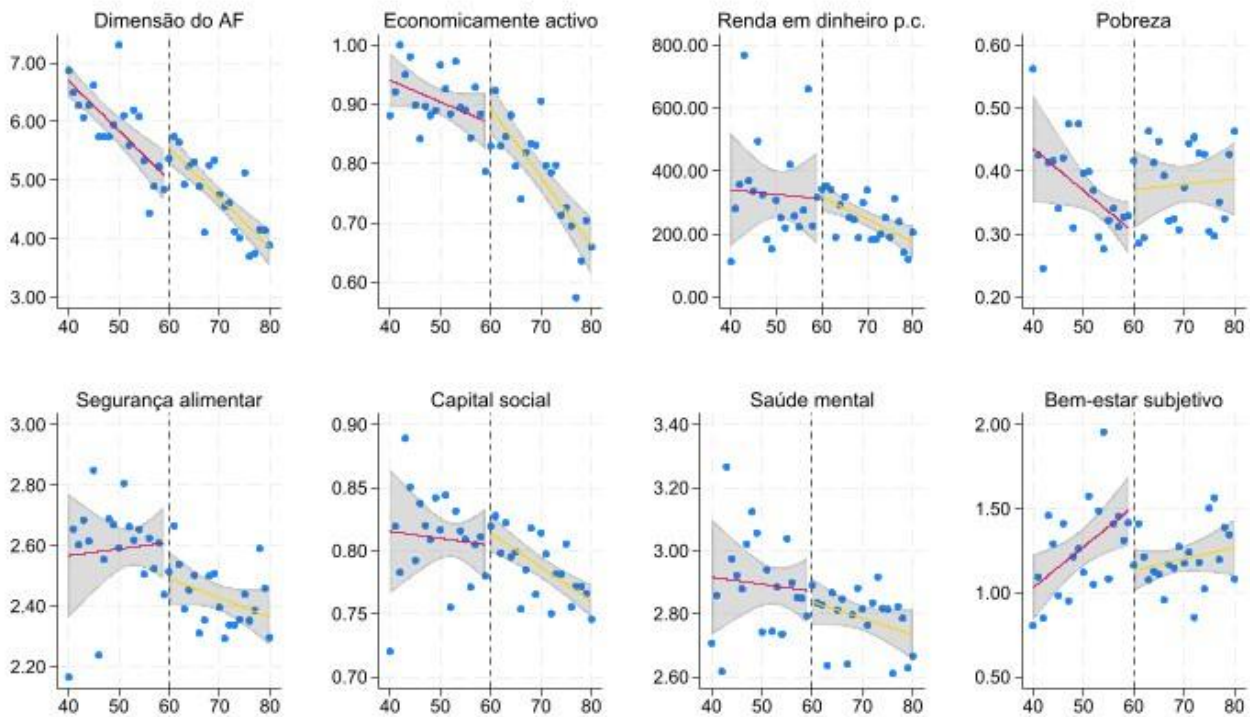 Dimensão do AF Economicamente activo Renda em dinheiro p.c. Pobreza
7.00 1.00 800.00 0.60
6.00 0.90 600.00 0.50
5.00 0.80 400.00 0.40
4.00 0.70 200.00 0.30
3.00 0.60 0.00 0.20
40 50 60 70 80 40 50 60 70 80 40 50 60 70 80 40 50 60 70 80
Segurança alimentar Capital social Saúde mental Bem-estar subjetivo
3.00 0.90 3.40 2.00
2.80 0.85 3.20 1.50
2.60 0.80 3.00 1.00
2.40 0.75 2.80 0.50
2.20 0.70 2.60
40 50 60 70 80 40 50 60 70 80 40 50 60 70 80 40 50 60 70 80